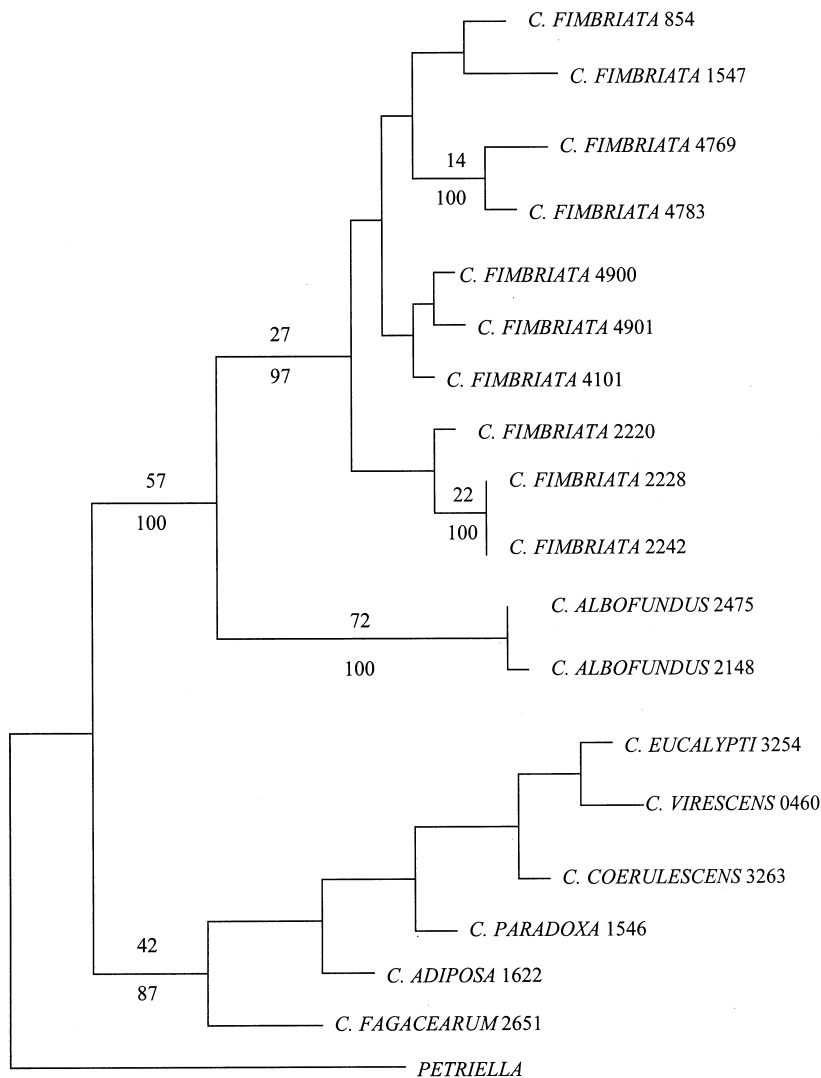 C. FIMBRIATA 854
C. FIMBRIATA 1547
C. FIMBRIATA 4769
14
100
C. FIMBRIATA 4783
C. FIMBRIATA 4900
C. FIMBRIATA 4901
27
97
C. FIMBRIATA 4101
C. FIMBRIATA 2220
57
100
C. FIMBRIATA 2228
22
100
C. FIMBRIATA 2242
C. ALBOFUNDUS 2475
72
100
C. ALBOFUNDUS 2148
C. EUCALYPTI 3254
C. VIRESCENS 0460
C. COERULESCENS 3263
C. PARADOXA 1546
42
87
C. ADIPOSA 1622
C. FAGACEARUM 2651
PETRIELLA